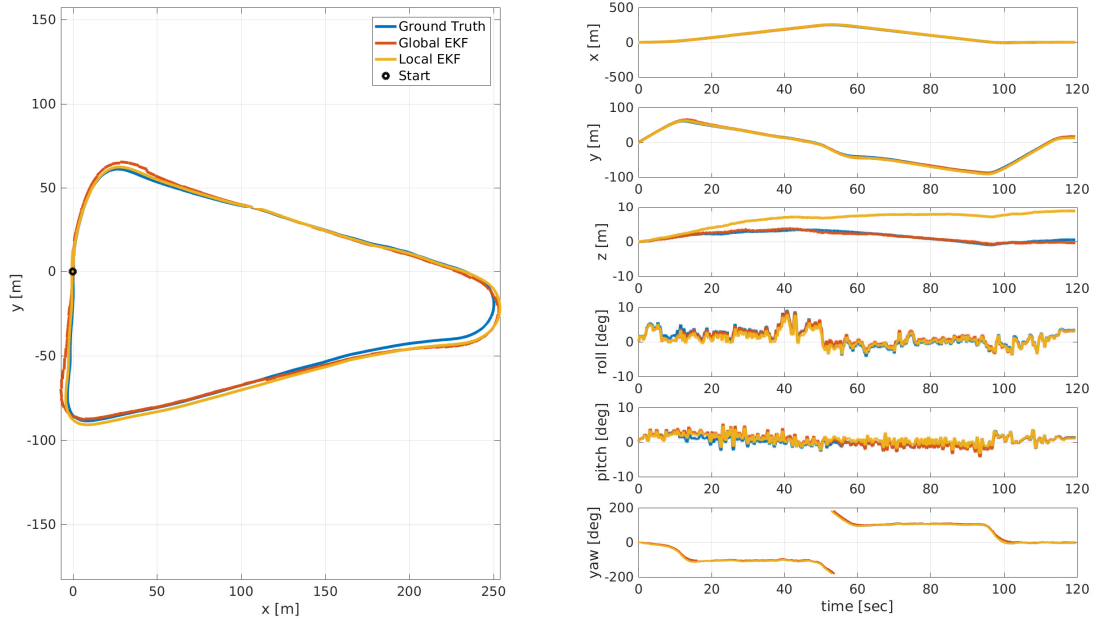 150
100
50
0
-50
-100
-150
y [m]
0
50
100
150
200
250
x [m]
Ground Truth
Global EKF
Local EKF
Start
500
0
-500
x [m]
0 20 40 60 80 100 120
100
0
-100
y [m]
0 20 40 60 80 100 120
10
0
-10
z [m]
0 20 40 60 80 100 120
10
0
-10
roll [deg]
0 20 40 60 80 100 120
10
0
-10
pitch [deg]
0 20 40 60 80 100 120
200
0
-200
yaw [deg]
0 20 40 60 80 100 120
time [sec]